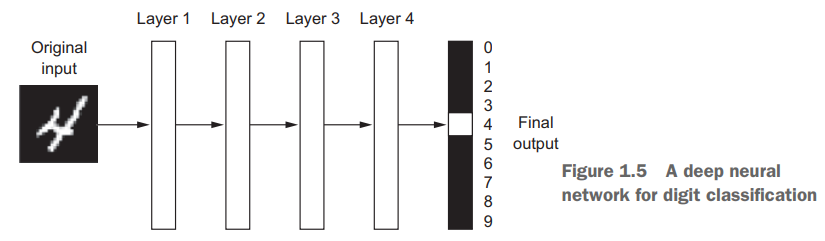 Layer 1 Layer 2 Layer 3 Layer 4
Original
input
4
0
1
2
3
4
5
6
7
8
9
Final
output
Figure 1.5 A deep neural
network for digit classification